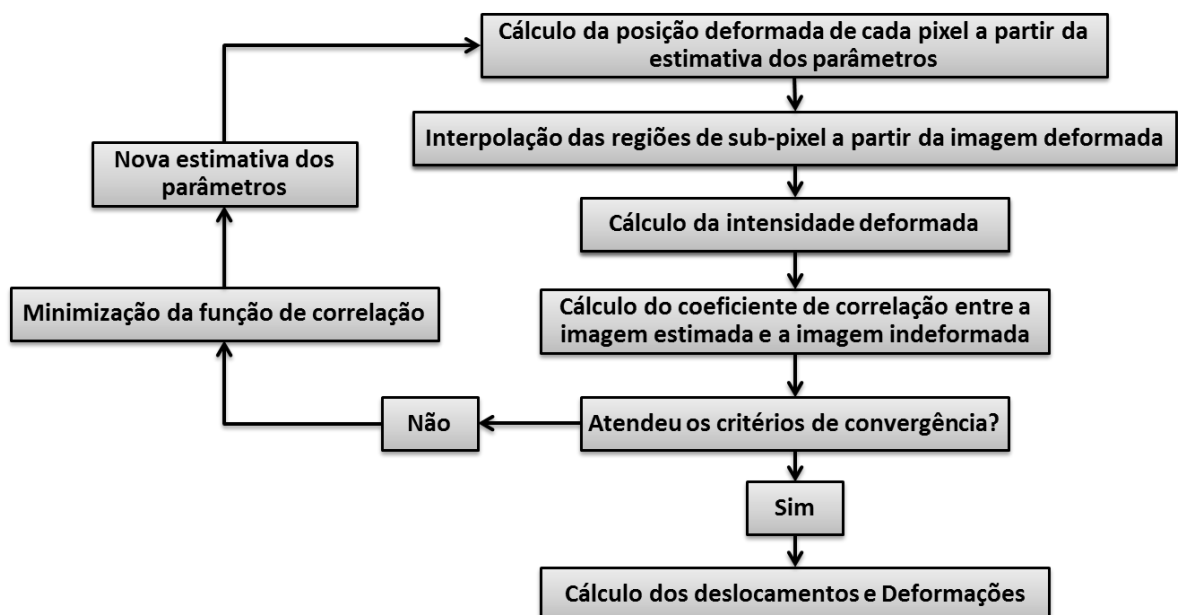 Cálculo da posição deformada de cada pixel a partir da
estimativa dos parâmetros
Interpolação das regiões de sub-pixel a partir da imagem deformada
Nova estimativa dos
parâmetros
Cálculo da intensidade deformada
Minimização da função de correlação
Cálculo do coeficiente de correlação entre a
imagem estimada e a imagem indeformada
Não
Atendeu os critérios de convergência?
Sim
Cálculo dos deslocamentos e Deformações